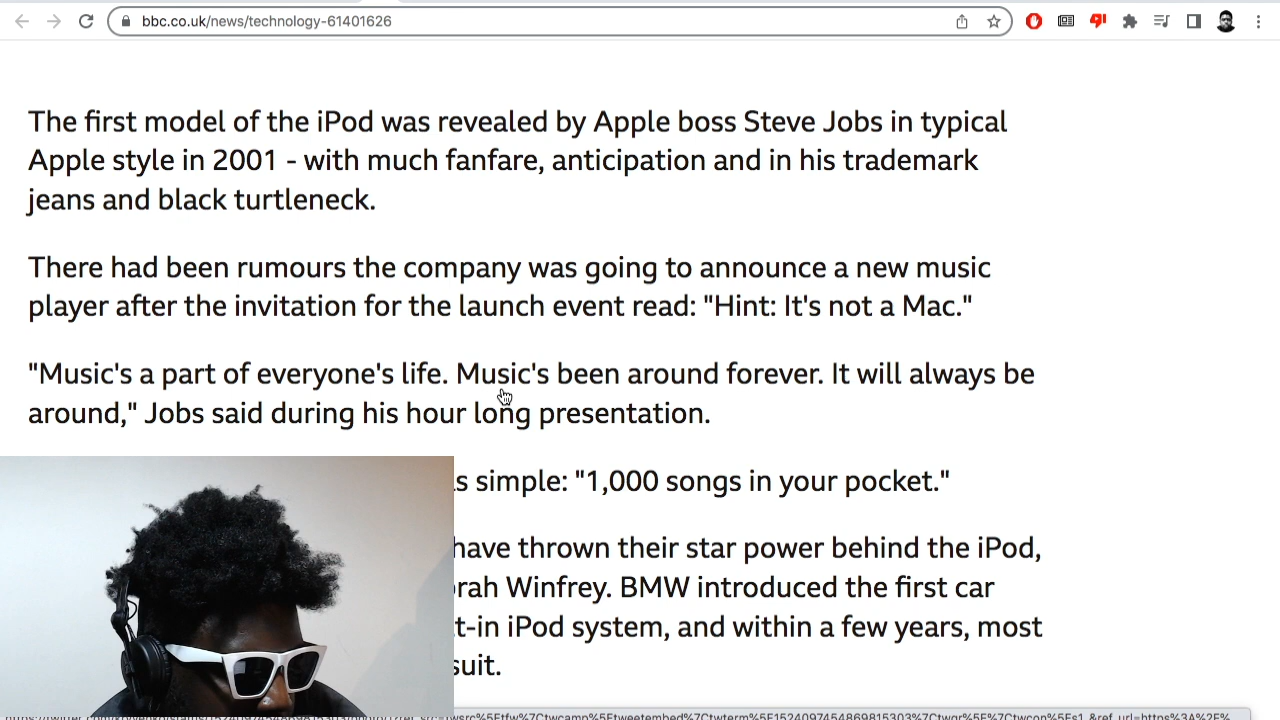 bbc.co.uk/news/technology-61401626
The first model of the iPod was revealed by Apple boss Steve Jobs in typical
Apple style in 2001 - with much fanfare, anticipation and in his trademark
jeans and black turtleneck.
There had been rumours the company was going to announce a new music
player after the invitation for the launch event read: "Hint: It's not a Mac."
"Music's a part of everyone's life. Music's been around forever. It will always be
around," Jobs said during his hour long presentation.
simple: "1,000 songs in your pocket."
have thrown their star power behind the iPod,
Winfrey. BMW introduced the first car
iPod system, and within a few years, most
suit.